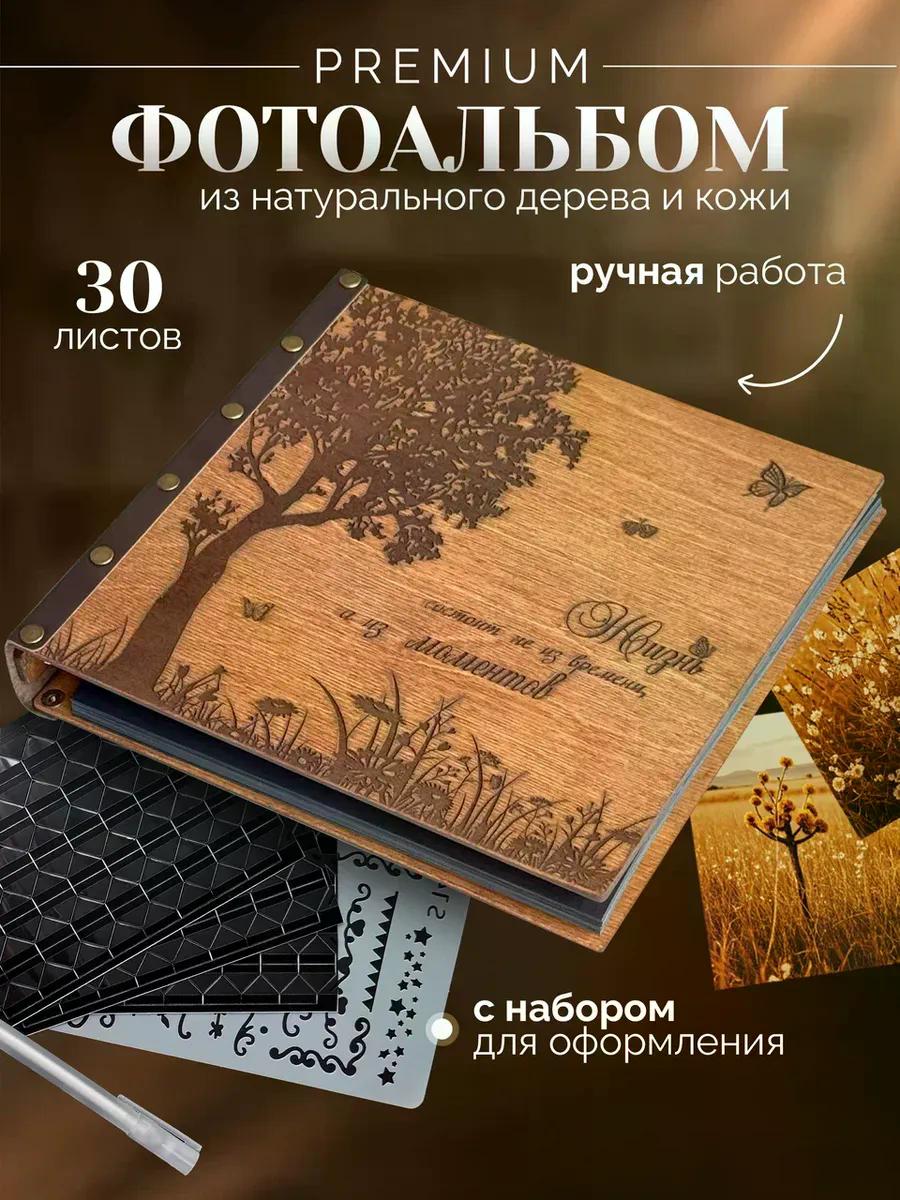 PREMIUM
ФОТОАЛЬБОМ
из натурального дерева и кожи
30
листов
ручная работа
Жизнь
состоит не из времени,
а из моментов
с набором
для оформления